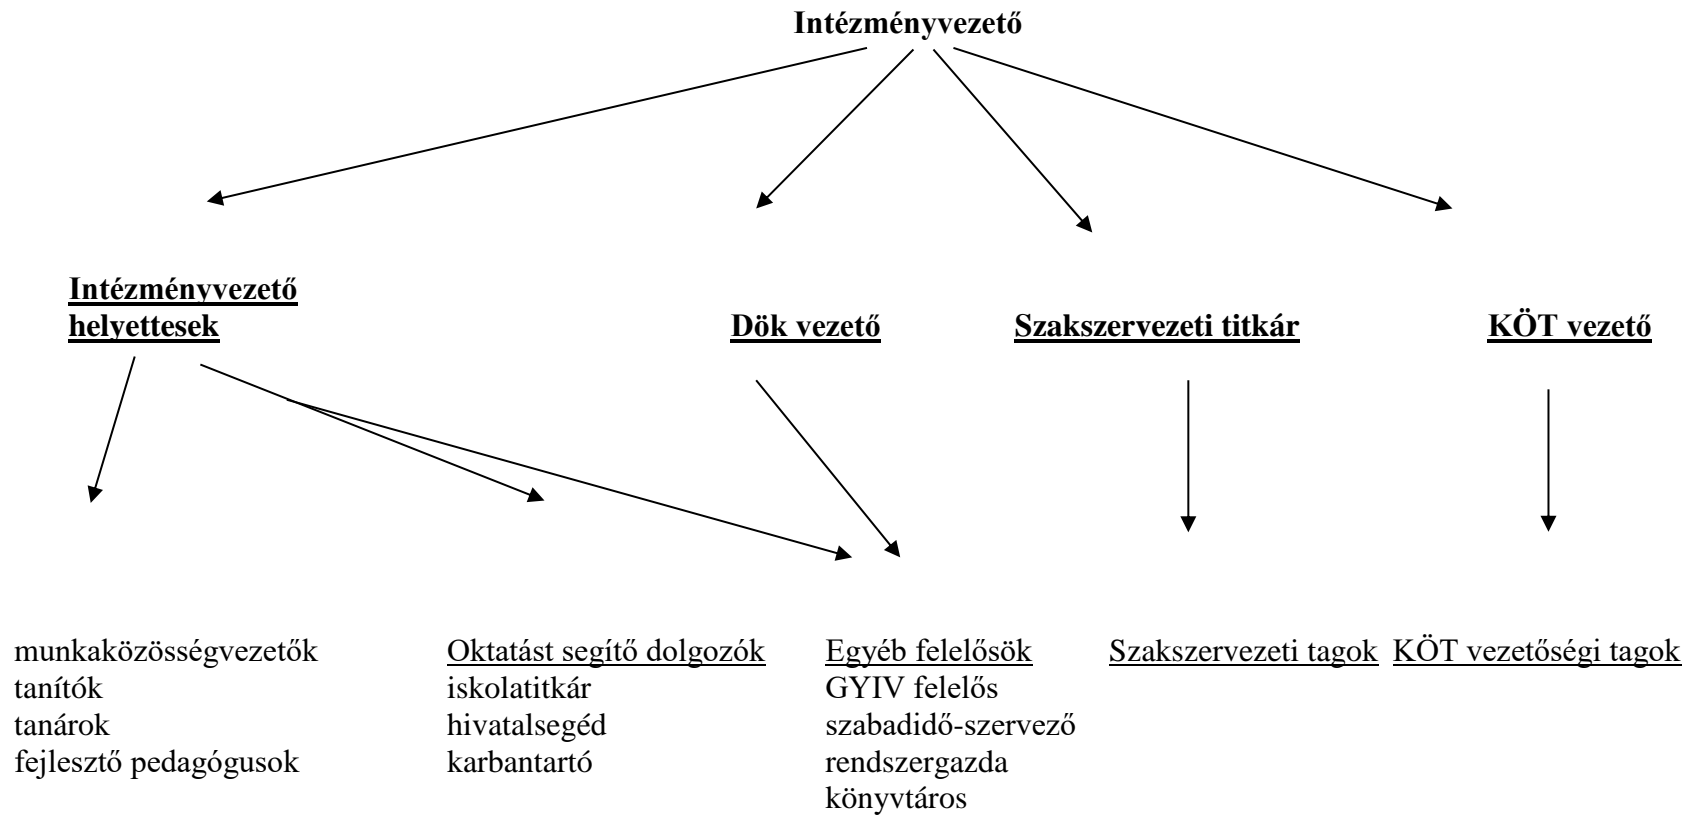 Intézményvezető
Intézményvezető
helyettesek
Dök vezető
Szakszervezeti titkár
KÖT vezető
munkaközösségvezetők
tanítók
tanárok
fejlesztő pedagógusok
Oktatást segítő dolgozók
iskolatitkár
hivatalsegéd
karbantartó
Egyéb felelősök
GYIV felelős
szabadidő-szervező
rendszergazda
könyvtáros
Szakszervezeti tagok
KÖT vezetőségi tagok